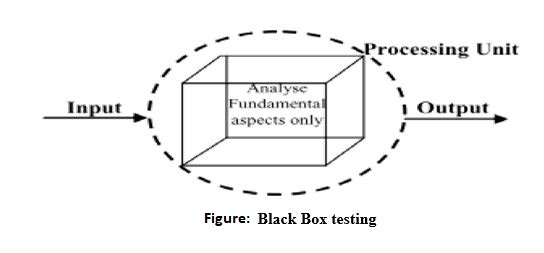 Processing Unit
Analyse
Fundamental
aspects only
Input
Output
Figure: Black Box testing